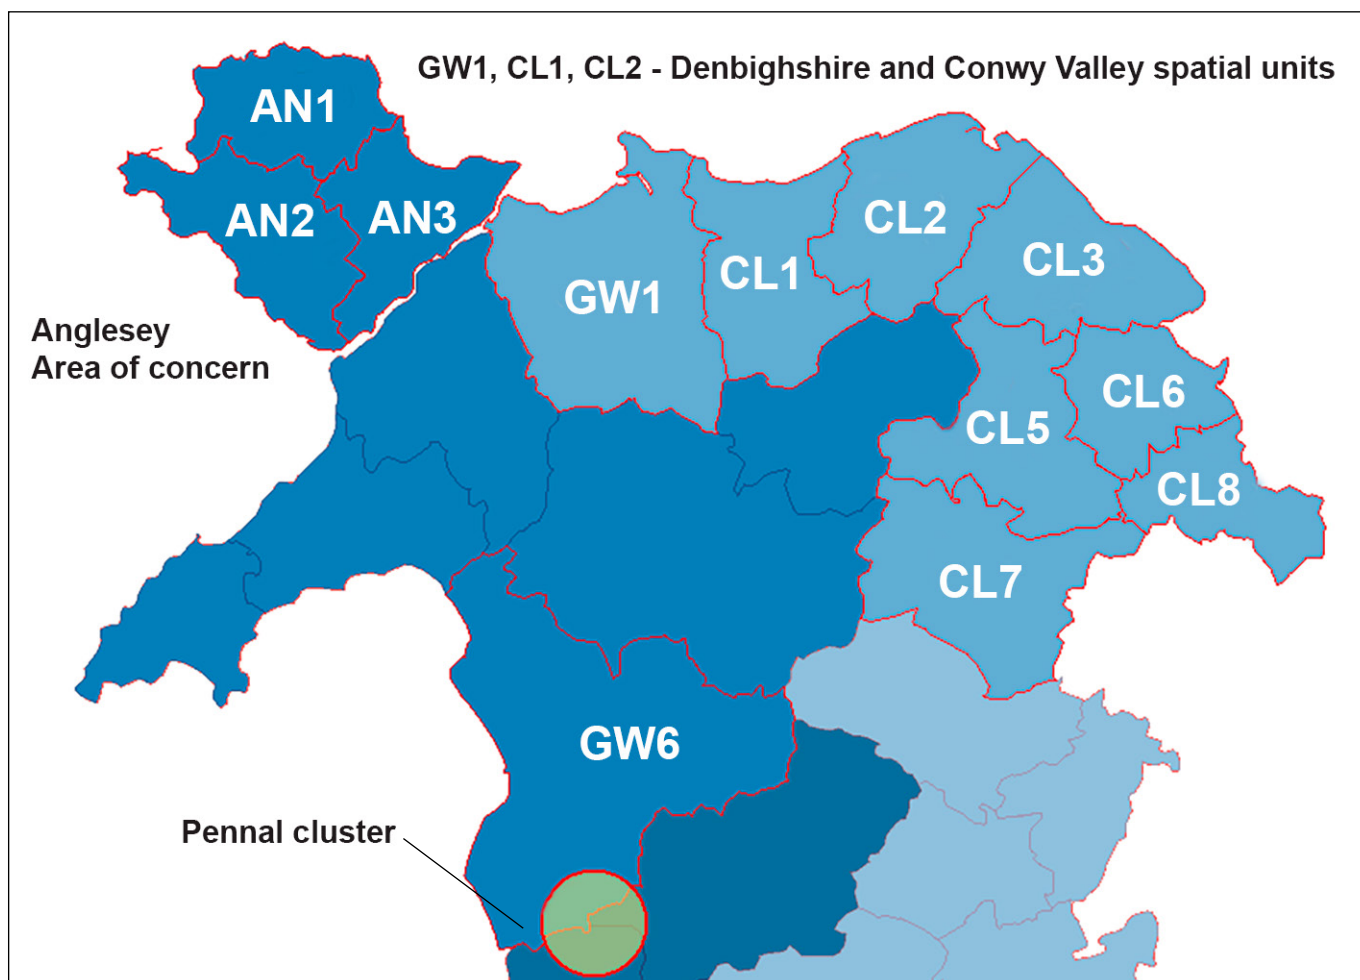 GW1, CL1, CL2 - Denbighshire and Conwy Valley spatial units
AN1
AN2
AN3
GW1
CL1
CL2
CL3
Anglesey
Area of concern
CL5
CL6
CL8
CL7
GW6
Pennal cluster